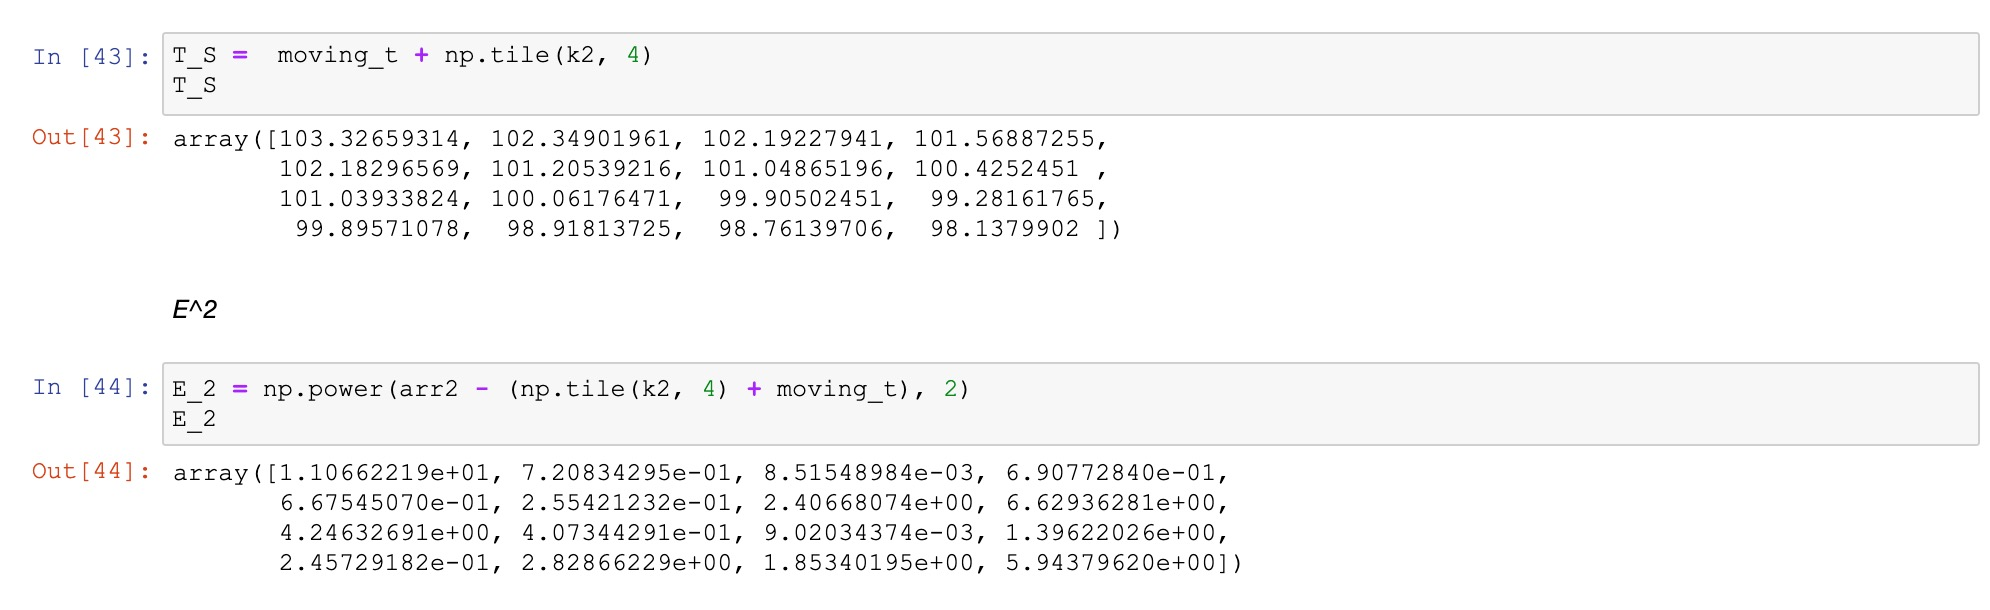 In [43]: T_S =  moving_t + np.tile(k2, 4)
T_S
Out[43]: array([103.32659314, 102.34901961, 102.19227941, 101.56887255,
102.18296569, 101.20539216, 101.04865196, 100.4252451 ,
101.03933824, 100.06176471,  99.90502451,  99.28161765,
99.89571078,  98.91813725,  98.76139706,  98.1379902 ])
E^2
In [44]: E_2 = np.power(arr2 - (np.tile(k2, 4) + moving_t), 2)
E_2
Out[44]: array([1.10662219e+01, 7.20834295e-01, 8.51548984e-03, 6.90772840e-01,
6.67545070e-01, 2.55421232e-01, 2.40668074e+00, 6.62936281e+00,
4.24632691e+00, 4.07344291e-01, 9.02034374e-03, 1.39622026e+00,
2.45729182e-01, 2.82866229e+00, 1.85340195e+00, 5.94379620e+00])